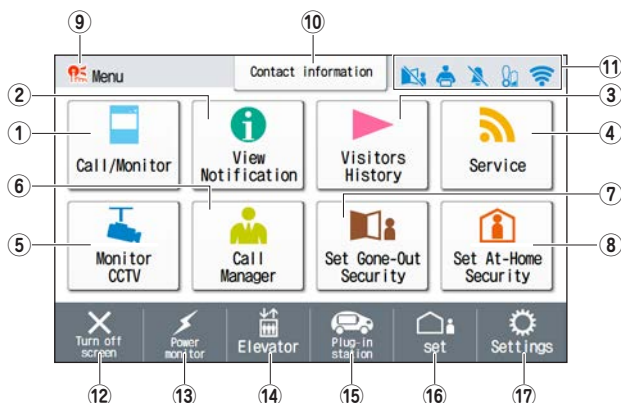 ⑨
⑩
Menu
Contact information
⑪
②
③
①
④
Call/Monitor
View
Notification
Visitors
History
Service
⑥
⑦
⑤
⑧
Monitor
CCTV
Call
Manager
Set Gone-Out
Security
Set At-Home
Security
Turn off
screen
Power
monitor
Elevator
Plug-in
station
set
Settings
⑫
⑬
⑭
⑮
⑯
⑰